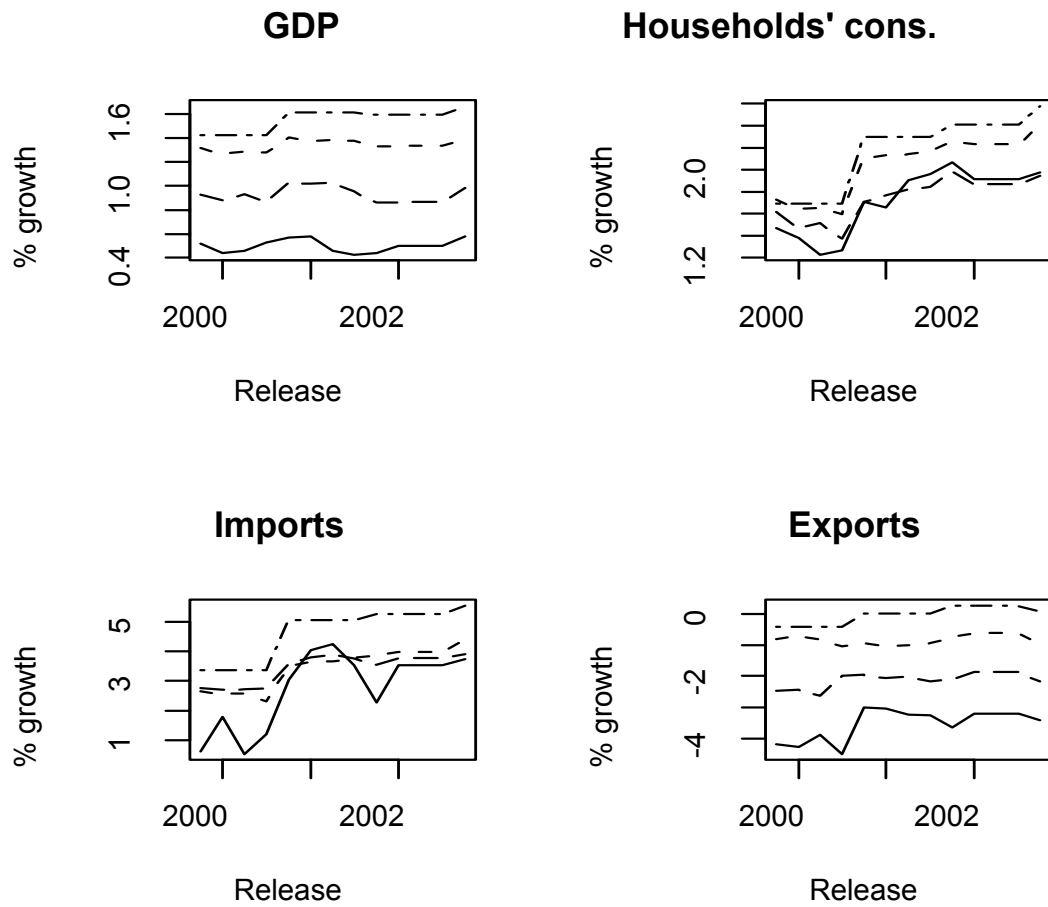 GDP
% growth
0.4 1.0 1.6
2000 2002
Release
Households' cons.
% growth
1.2 2.0
2000 2002
Release
Imports
% growth
1 3 5
2000 2002
Release
Exports
% growth
-4 -2 0
2000 2002
Release